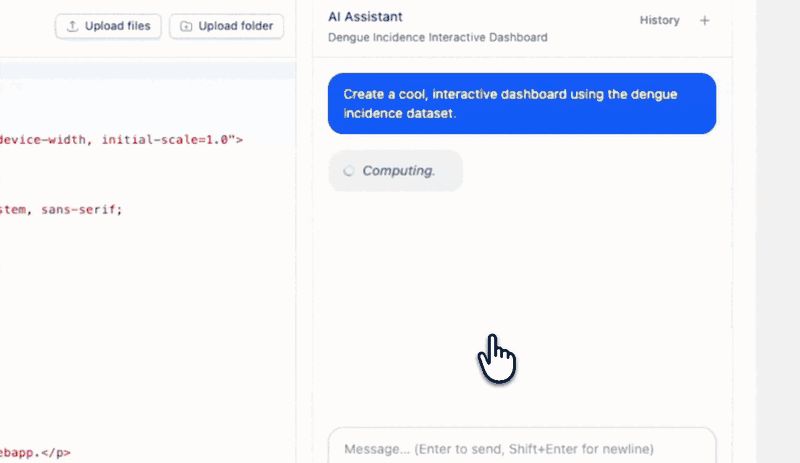 Upload files
Upload folder
AI Assistant
History +
Dengue Incidence Interactive Dashboard
Create a cool, interactive dashboard using the dengue
incidence dataset.
Computing.
device-width, initial-scale=1.0">
stem, sans-serif;
ebapp.</p>
Message... (Enter to send, Shift+Enter for newline)